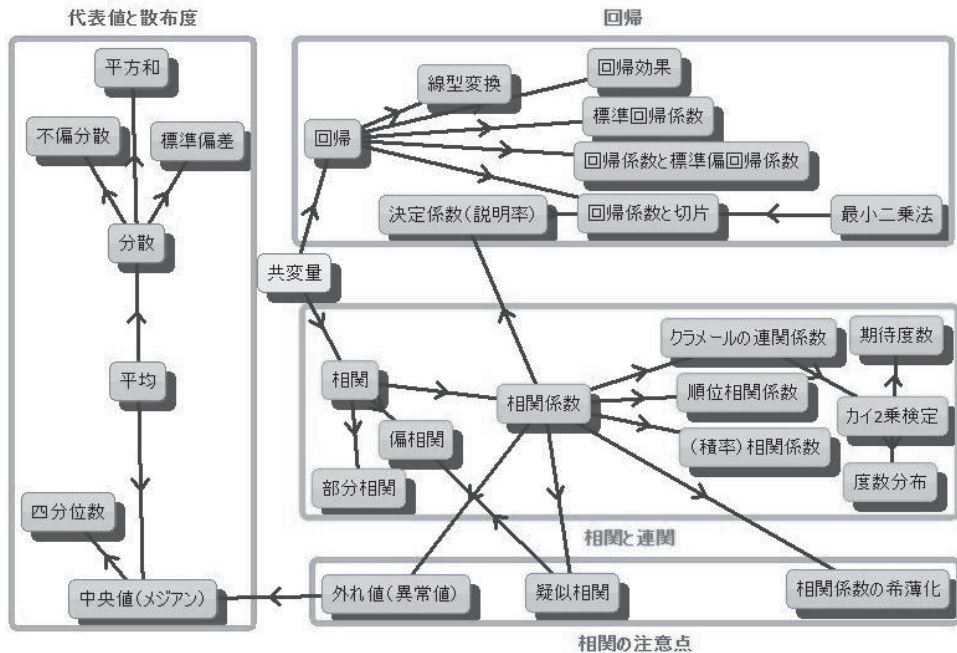 代表値と散布度
平方和
不偏分散
標準偏差
分散
平均
四分位数
中央値(メジアン)
回帰
線型変換
回帰効果
標準回帰係数
回帰
回帰係数と標準偏回帰係数
決定係数(説明率)
回帰係数と切片
最小二乗法
共変量
クラメールの連関係数
期待度数
相関
相関係数
順位相関係数
カイ2乗検定
偏相関
(積率)相関係数
部分相関
度数分布
相関と連関
外れ値(異常値)
疑似相関
相関係数の希薄化
相関の注意点